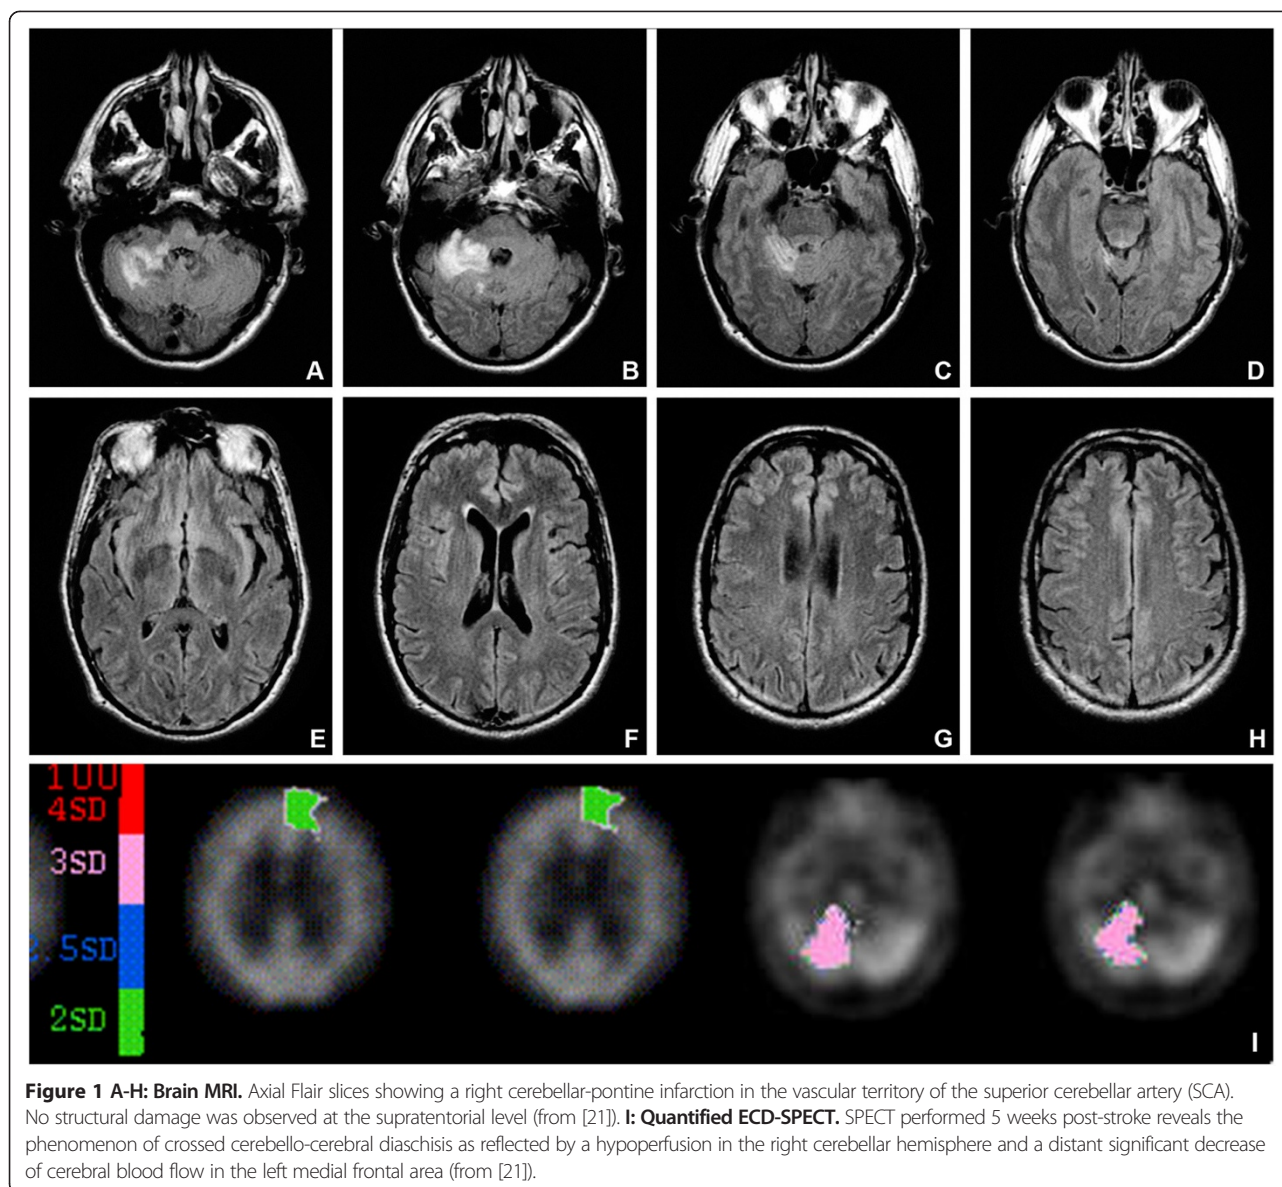 A
B
C
D
E
F
G
H
100
4SD
3SD
2.5SD
2SD
I
Figure 1 A-H: Brain MRI. Axial Flair slices showing a right cerebellar-pontine infarction in the vascular territory of the superior cerebellar artery (SCA).
No structural damage was observed at the supratentorial level (from [21]). I: Quantified ECD-SPECT. SPECT performed 5 weeks post-stroke reveals the
phenomenon of crossed cerebello-cerebral diaschisis as reflected by a hypoperfusion in the right cerebellar hemisphere and a distant significant decrease
of cerebral blood flow in the left medial frontal area (from [21]).